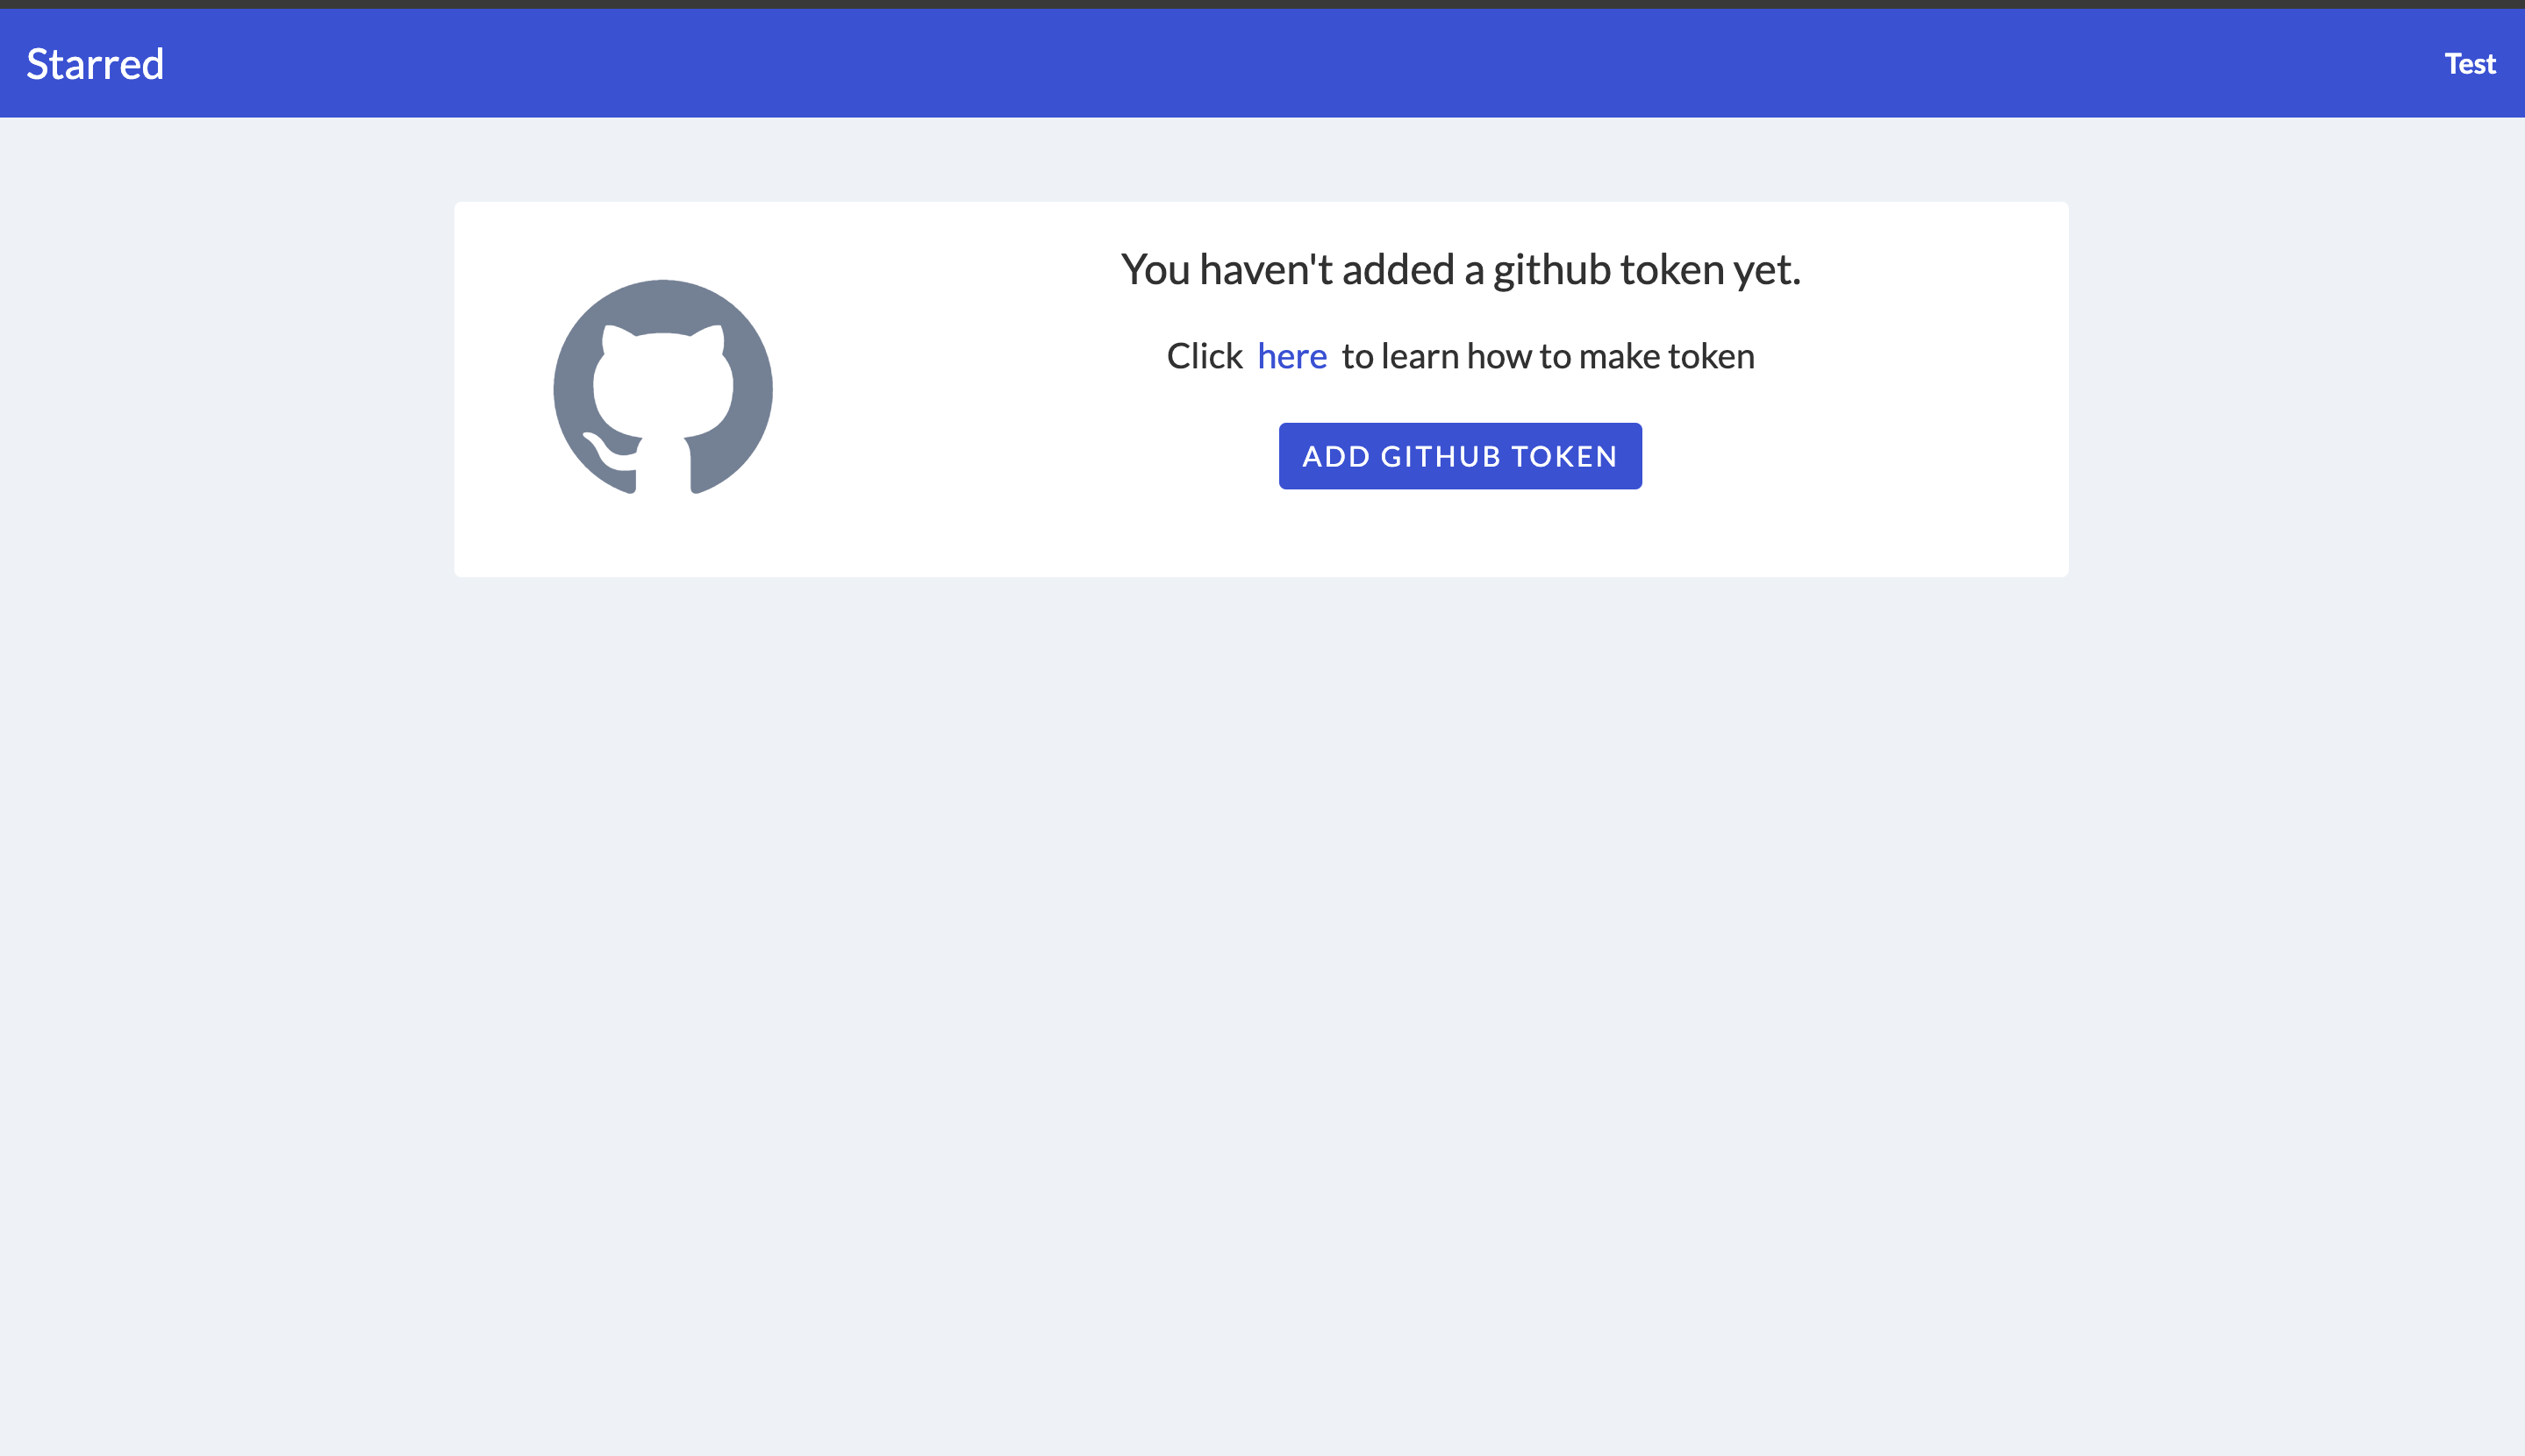 Starred
Test
You haven't added a github token yet.
Click here to learn how to make token
ADD GITHUB TOKEN